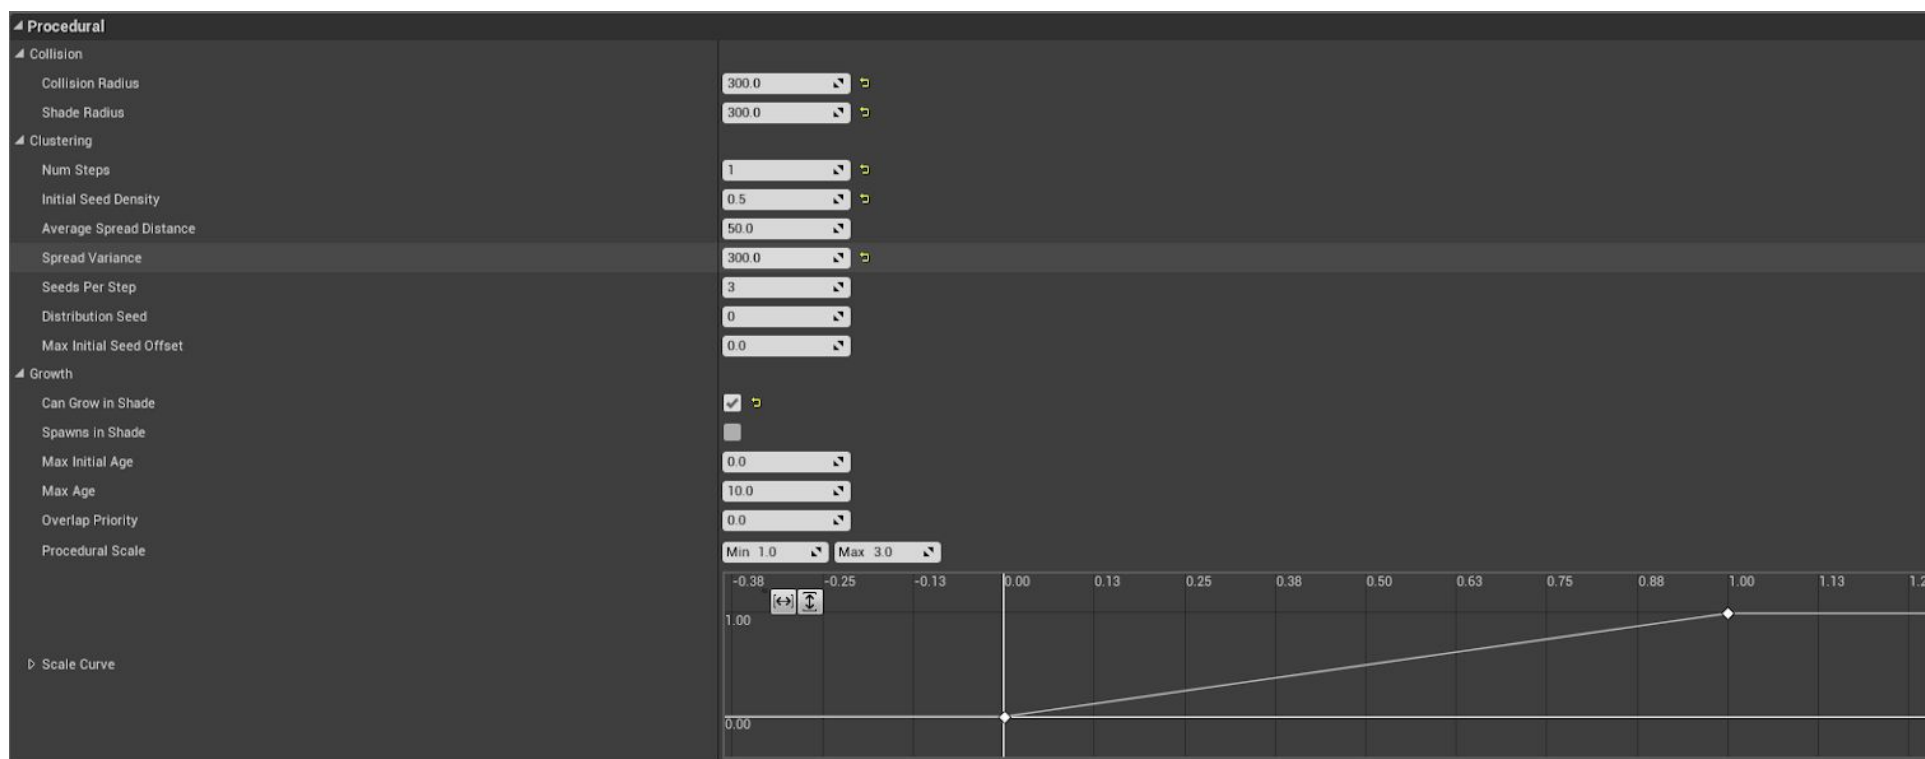 Procedural
Collision
Collision Radius 300.0
Shade Radius 300.0
Clustering
Num Steps 1
Initial Seed Density 0.5
Average Spread Distance 50.0
Spread Variance 300.0
Seeds Per Step 3
Distribution Seed 0
Max Initial Seed Offset 0.0
Growth
Can Grow in Shade
Spawns in Shade
Max Initial Age 0.0
Max Age 10.0
Overlap Priority 0.0
Procedural Scale Min 1.0 Max 3.0
-0.38 -0.25 -0.13 0.00 0.13 0.25 0.38 0.50 0.63 0.75 0.88 1.00 1.13
1.00
Scale Curve
0.00